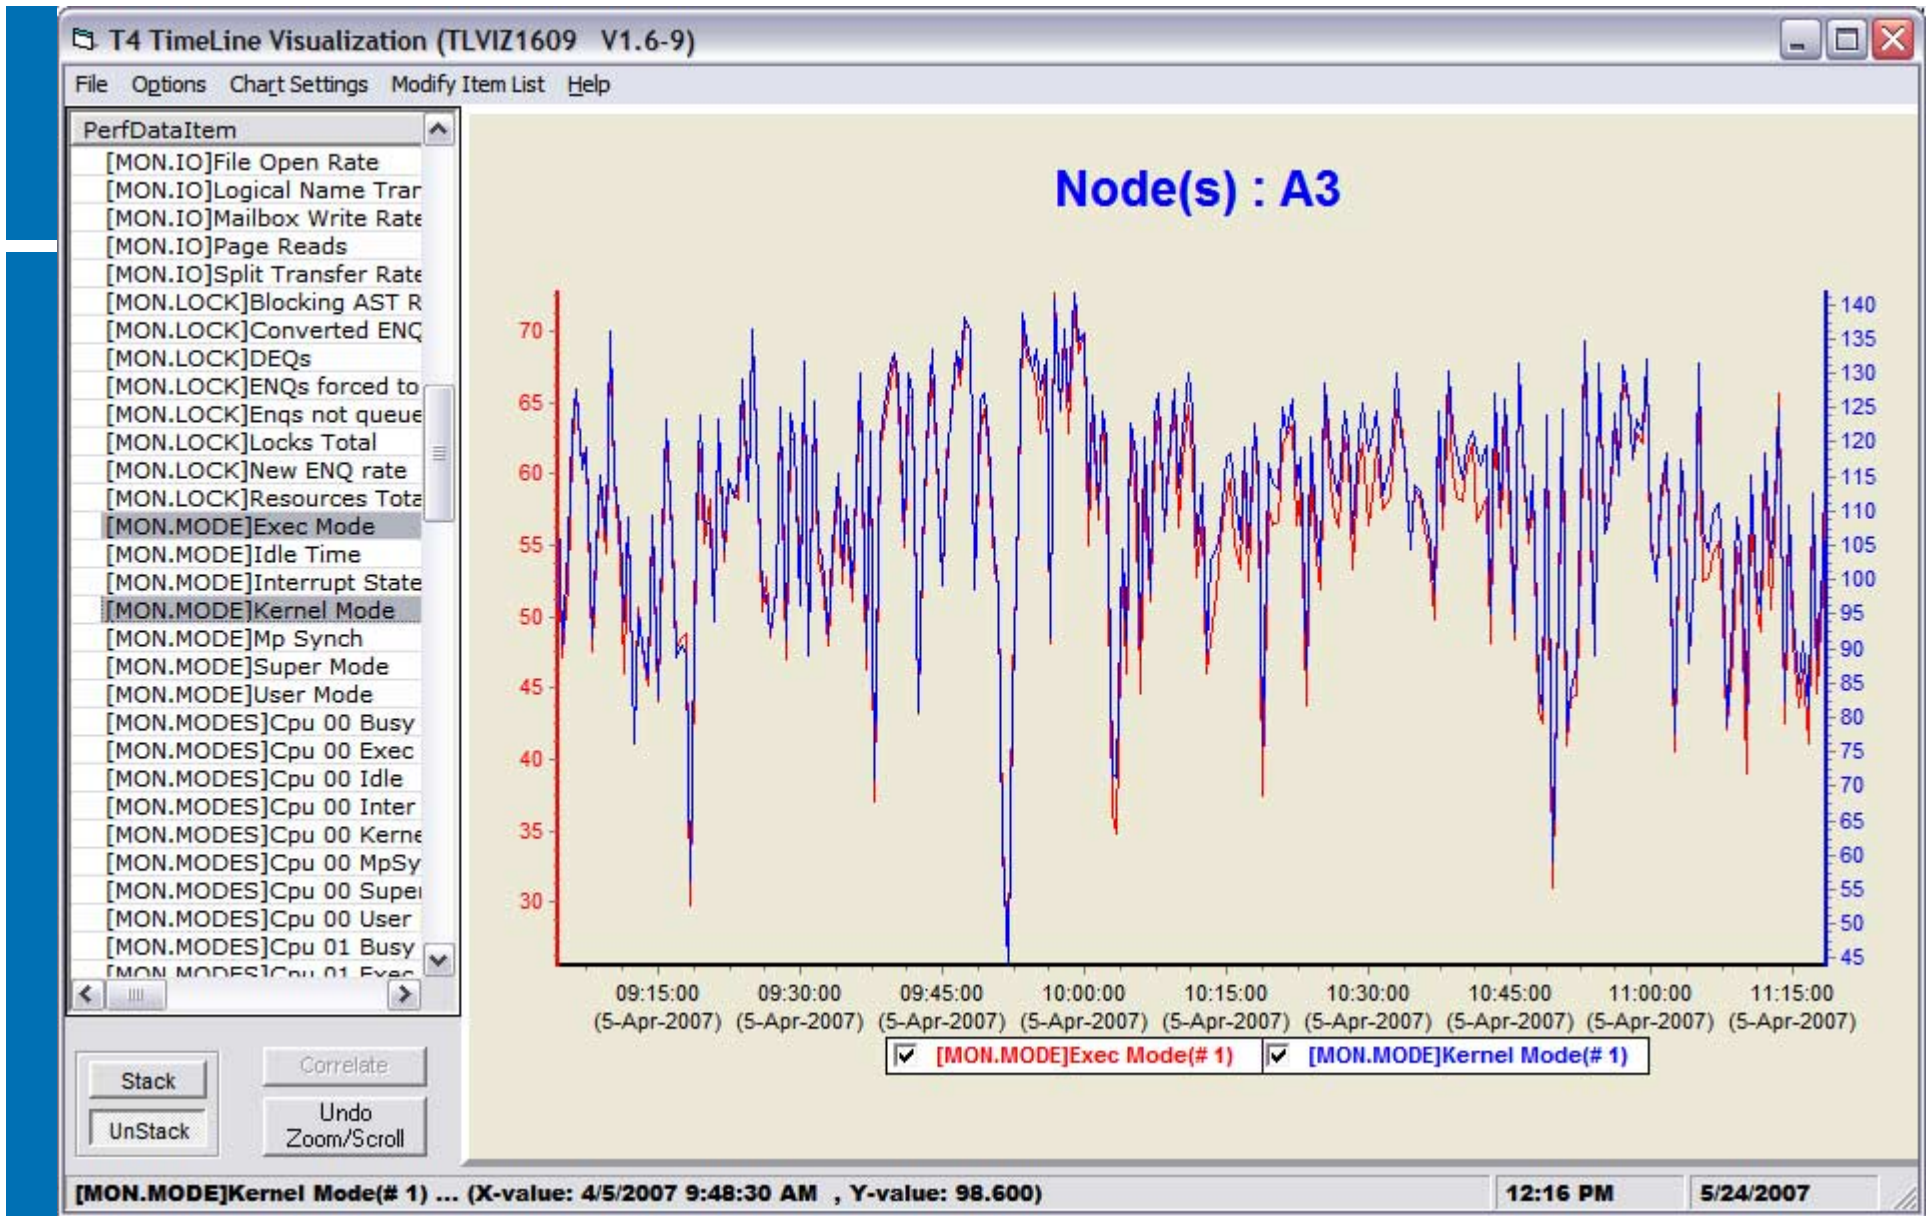 T4 TimeLine Visualization (TLVIZ1609 V1.6-9)
File Options Chart Settings Modify Item List Help
PerfDataItem
[MON.IO]File Open Rate
[MON.IO]Logical Name Tran
[MON.IO]Mailbox Write Rate
[MON.IO]Page Reads
[MON.IO]Split Transfer Rate
[MON.LOCK]Blocking AST R
[MON.LOCK]Converted ENQ
[MON.LOCK]DEQs
[MON.LOCK]ENQs forced to
[MON.LOCK]Enqs not queue
[MON.LOCK]Locks Total
[MON.LOCK]New ENQ rate
[MON.LOCK]Resources Tota
[MON.MODE]Exec Mode
[MON.MODE]Idle Time
[MON.MODE]Interrupt State
[MON.MODE]Kernel Mode
[MON.MODE]Mp Synch
[MON.MODE]Super Mode
[MON.MODE]User Mode
[MON.MODES]Cpu 00 Busy
[MON.MODES]Cpu 00 Exec
[MON.MODES]Cpu 00 Idle
[MON.MODES]Cpu 00 Inter
[MON.MODES]Cpu 00 Kerne
[MON.MODES]Cpu 00 MpSy
[MON.MODES]Cpu 00 Super
[MON.MODES]Cpu 00 User
[MON.MODES]Cpu 01 Busy
[MON.MODES]Cpu 01 Exec
Stack
UnStack
Correlate
Undo
Zoom/Scroll
Node(s) : A3
70
65
60
55
50
45
40
35
30
140
135
130
125
120
115
110
105
100
95
90
85
80
75
70
65
60
55
50
45
09:15:00 09:30:00 09:45:00 10:00:00 10:15:00 10:30:00 10:45:00 11:00:00 11:15:00
(5-Apr-2007) (5-Apr-2007) (5-Apr-2007) (5-Apr-2007) (5-Apr-2007) (5-Apr-2007) (5-Apr-2007) (5-Apr-2007) (5-Apr-2007)
[MON.MODE]Exec Mode(# 1) [MON.MODE]Kernel Mode(# 1)
[MON.MODE]Kernel Mode(# 1) ... (X-value: 4/5/2007 9:48:30 AM , Y-value: 98.600) 12:16 PM 5/24/2007